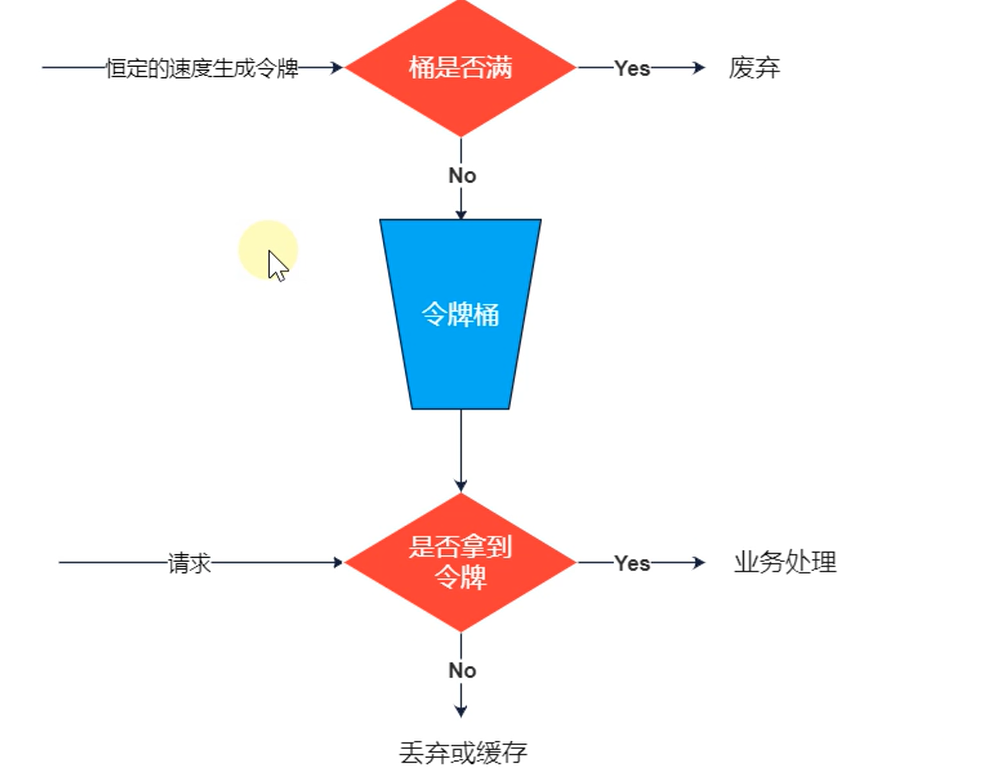 恒定的速度生成令牌
桶是否满
Yes
废弃
No
令牌桶
请求
是否拿到
令牌
Yes
业务处理
No
丢弃或缓存